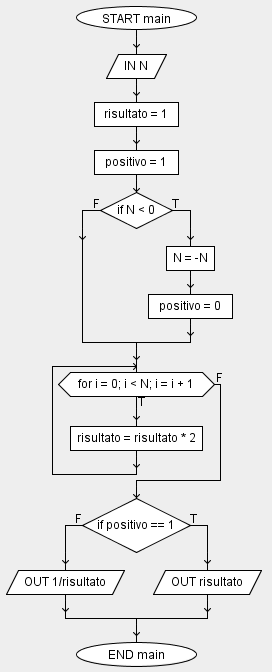 START main
IN N
risultato = 1
positivo = 1
F
if N < 0
T
N = -N
positivo = 0
for i = 0; i < N; i = i + 1
F
T
risultato = risultato * 2
F
if positivo == 1
T
OUT 1/risultato
OUT risultato
END main